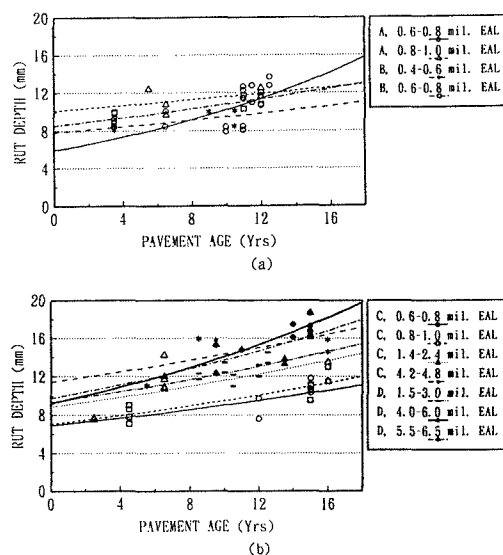 (a)
20
16
12
8
4
0
RUT DEPTH (mm)
0 4 8 12 16
PAVEMENT AGE (Yrs)
A, 0.6-0.8 mil. EAL
A, 0.8-1.0 mil. EAL
B, 0.4-0.6 mil. EAL
B, 0.6-0.8 mil. EAL
(a)
20
16
12
8
4
0
RUT DEPTH (mm)
0 4 8 12 16
PAVEMENT AGE (Yrs)
C, 0.6-0.8 mil. EAL
C, 0.8-1.0 mil. EAL
C, 1.4-2.4 mil. EAL
C, 4.2-4.8 mil. EAL
D, 1.5-3.0 mil. EAL
D, 4.0-6.0 mil. EAL
D, 5.5-6.5 mil. EAL
(b)